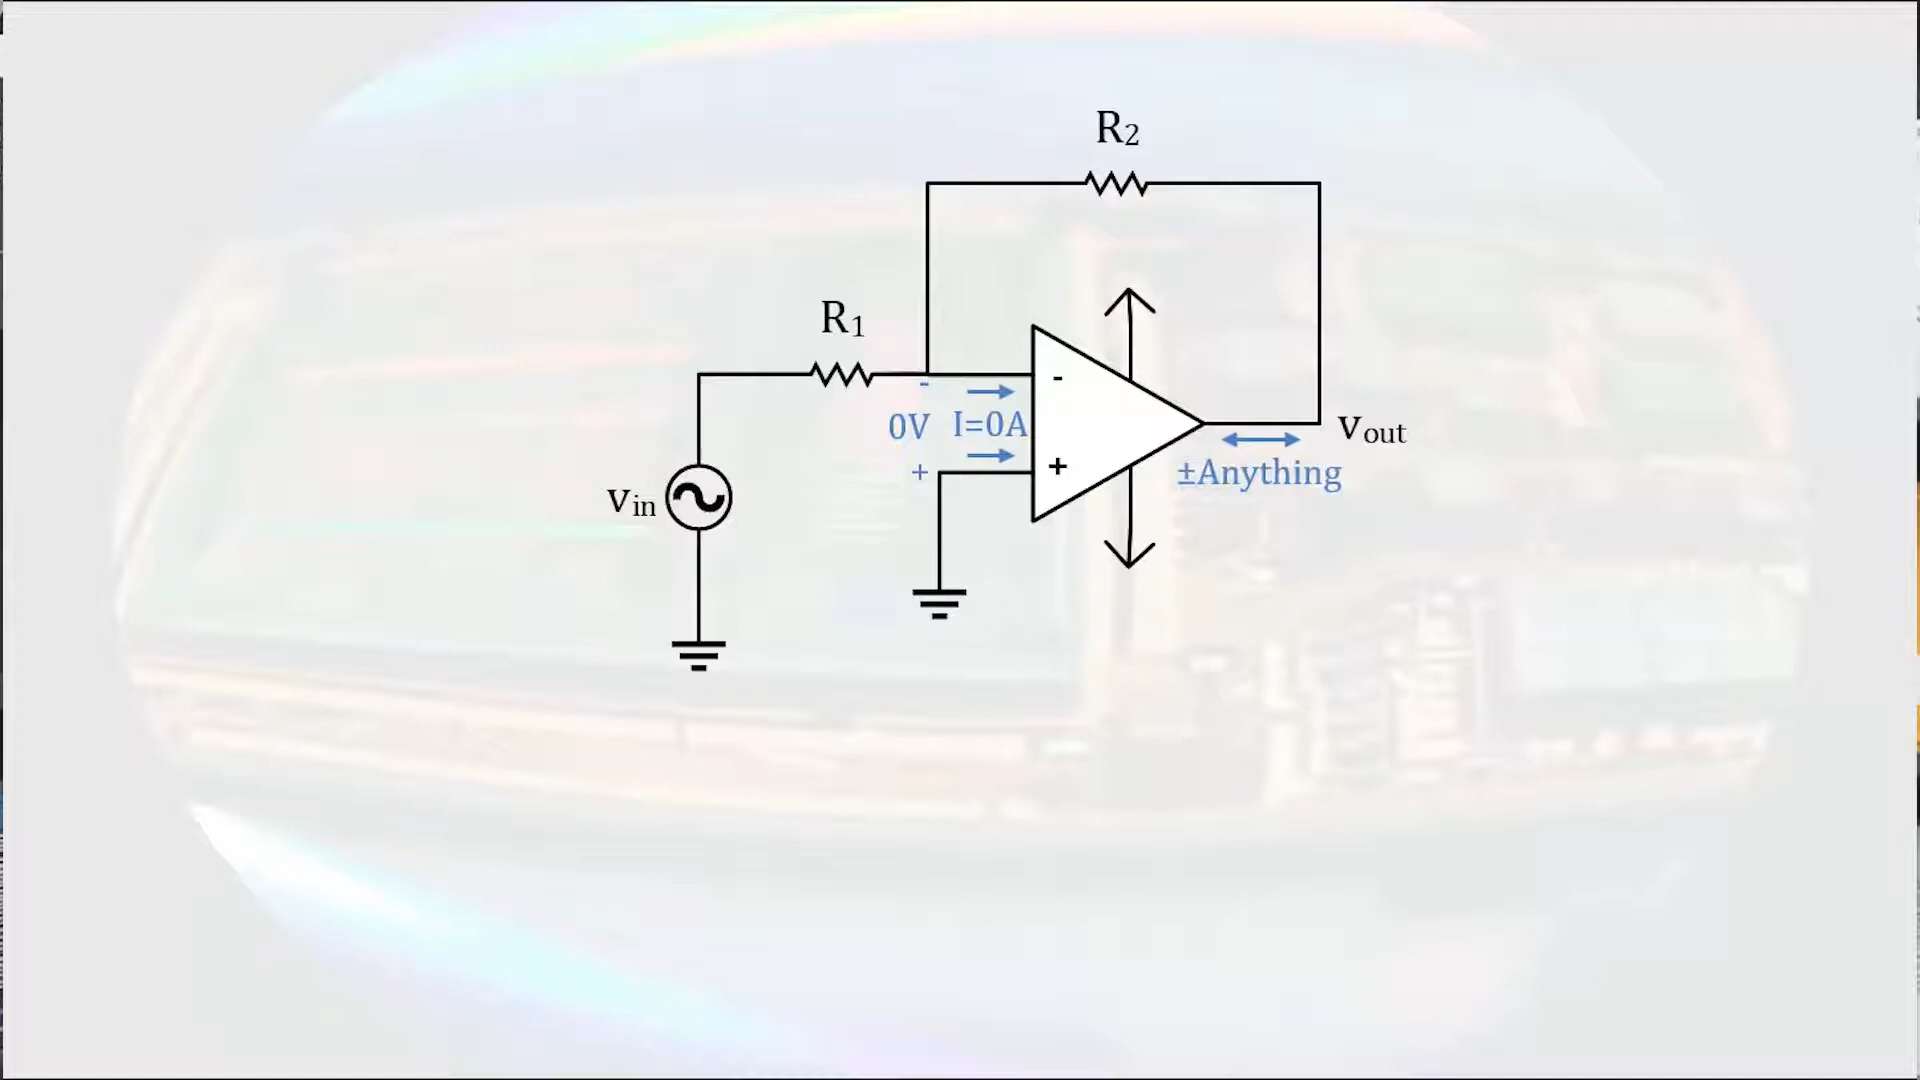 R2
R1
-
-
0V
I=0A
vout
+
+
±Anything
vin